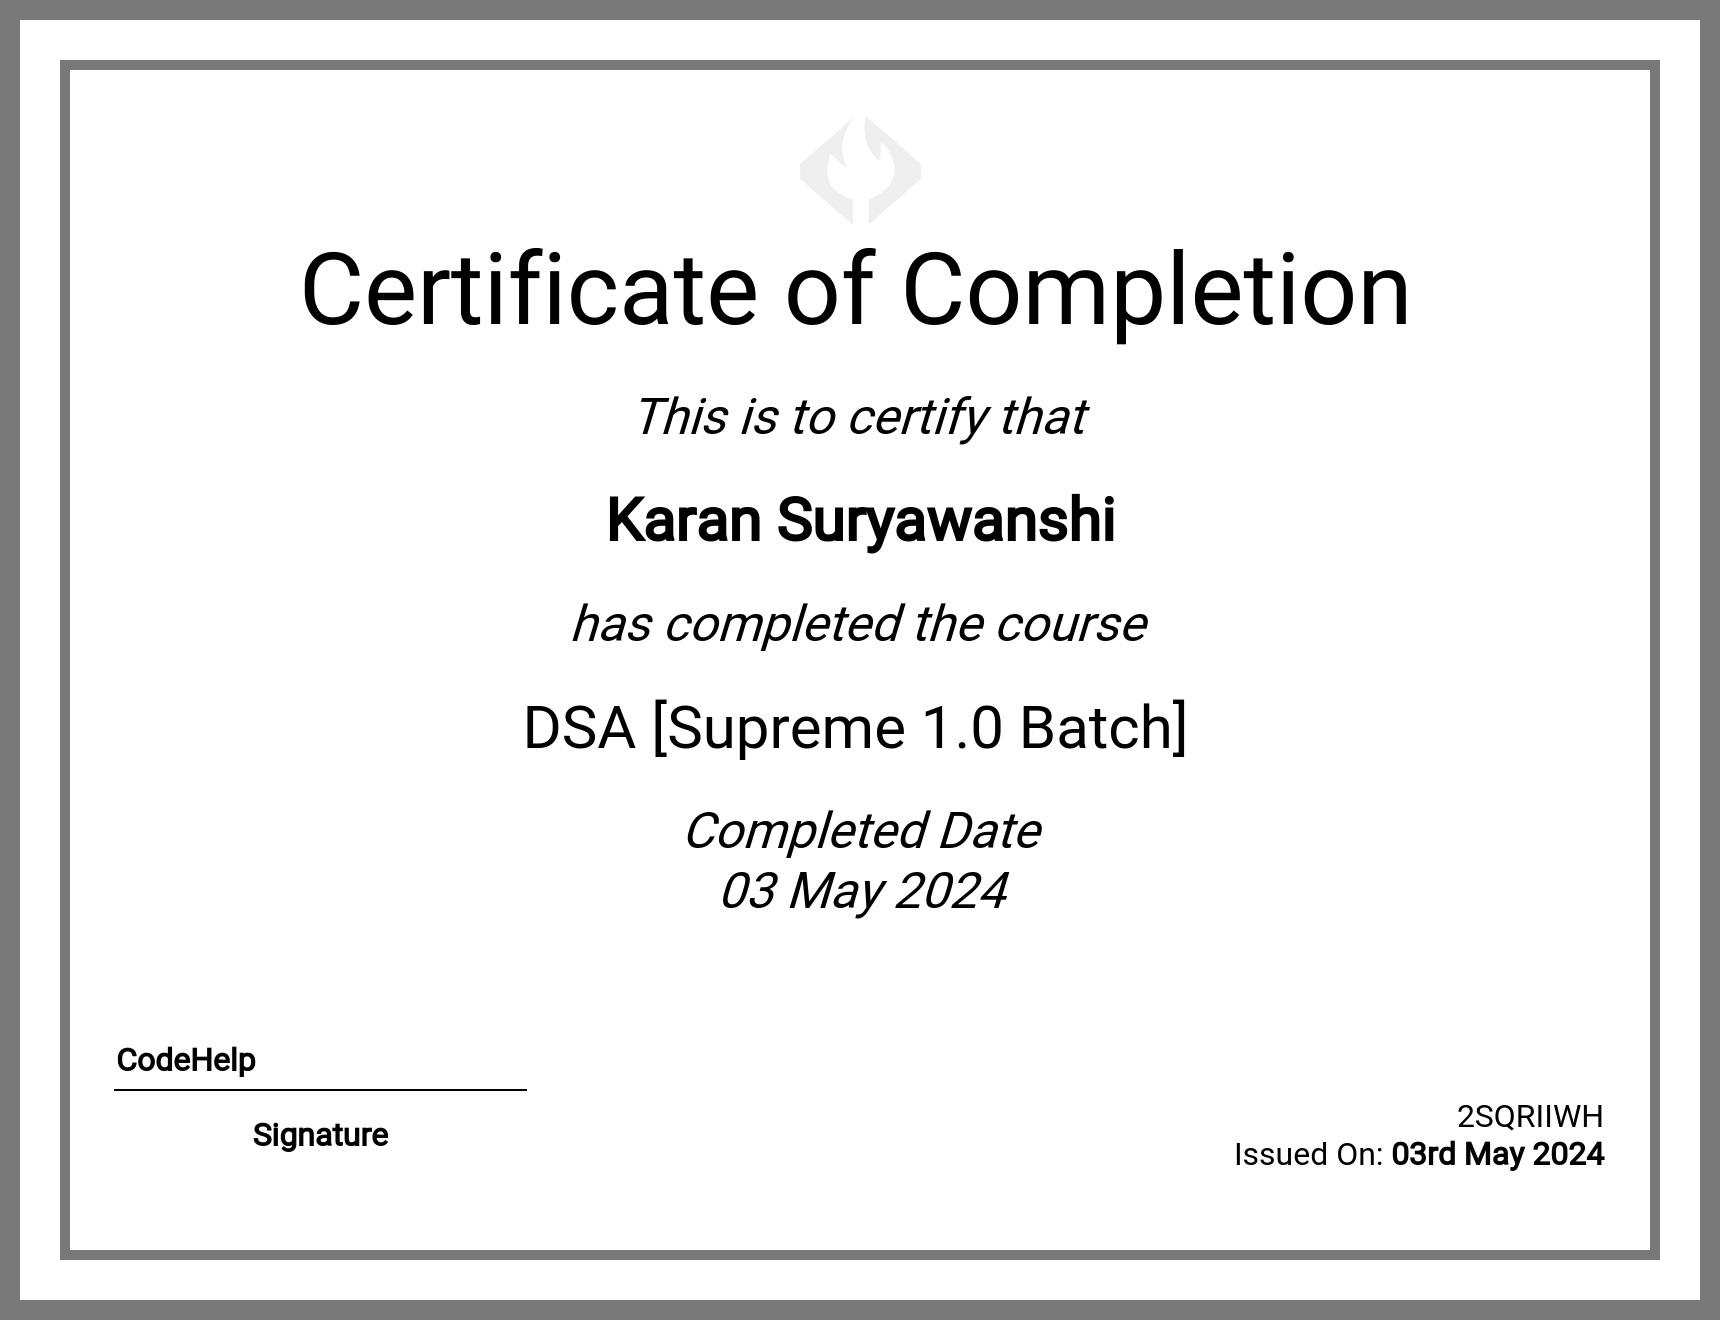 Certificate of Completion
This is to certify that
Karan Suryawanshi
has completed the course
DSA [Supreme 1.0 Batch]
Completed Date
03 May 2024
CodeHelp
Signature
2SQRIIWH
Issued On: 03rd May 2024